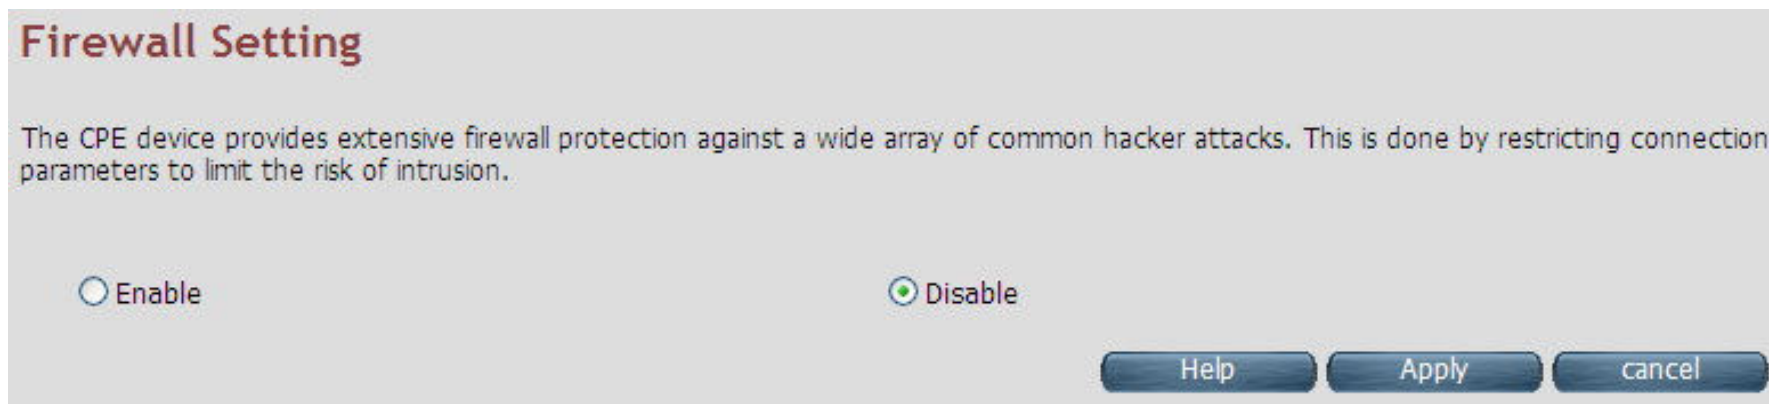 Firewall Setting
The CPE device provides extensive firewall protection against a wide array of common hacker attacks. This is done by restricting connection
parameters to limit the risk of intrusion.
Enable Disable
Help Apply cancel